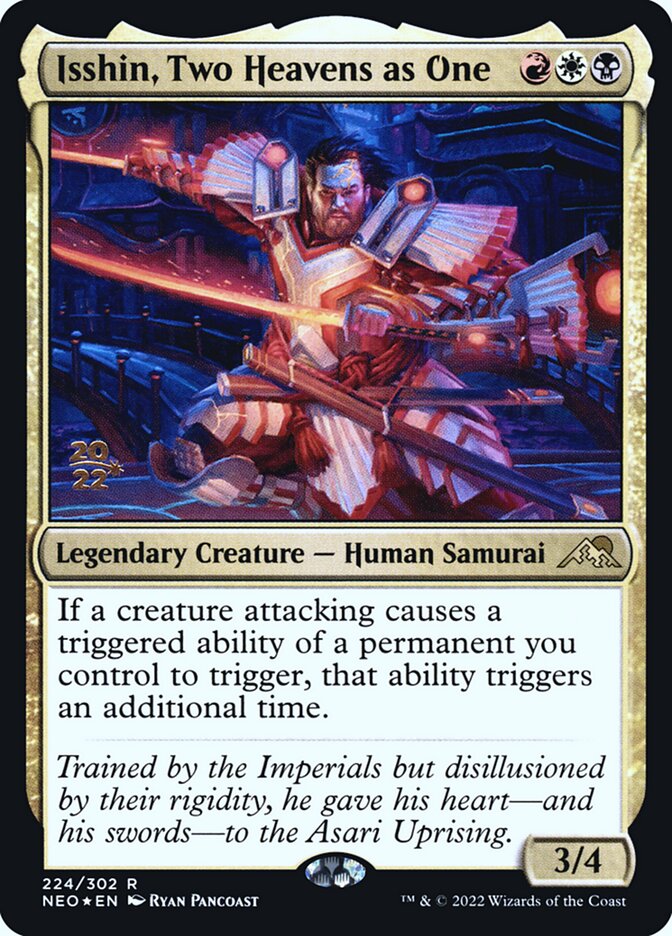 Isshin, Two Heavens as One
20
22
Legendary Creature — Human Samurai
If a creature attacking causes a
triggered ability of a permanent you
control to trigger, that ability triggers
an additional time.
Trained by the Imperials but disillusioned
by their rigidity, he gave his heart—and
his swords—to the Asari Uprising.
3/4
224/302 R
NEO★EN Ryan Pancoast
™ & © 2022 Wizards of the Coast